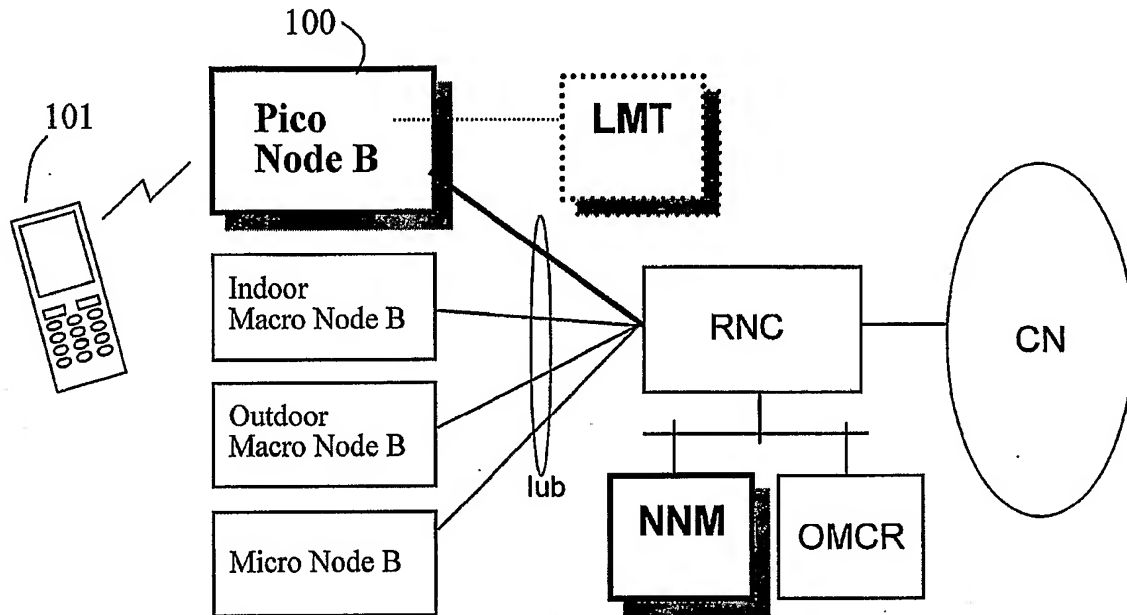 100
101
Pico
Node B
LMT
Indoor
Macro Node B
RNC
CN
Outdoor
Macro Node B
Iub
NNM
OMCR
Micro Node B